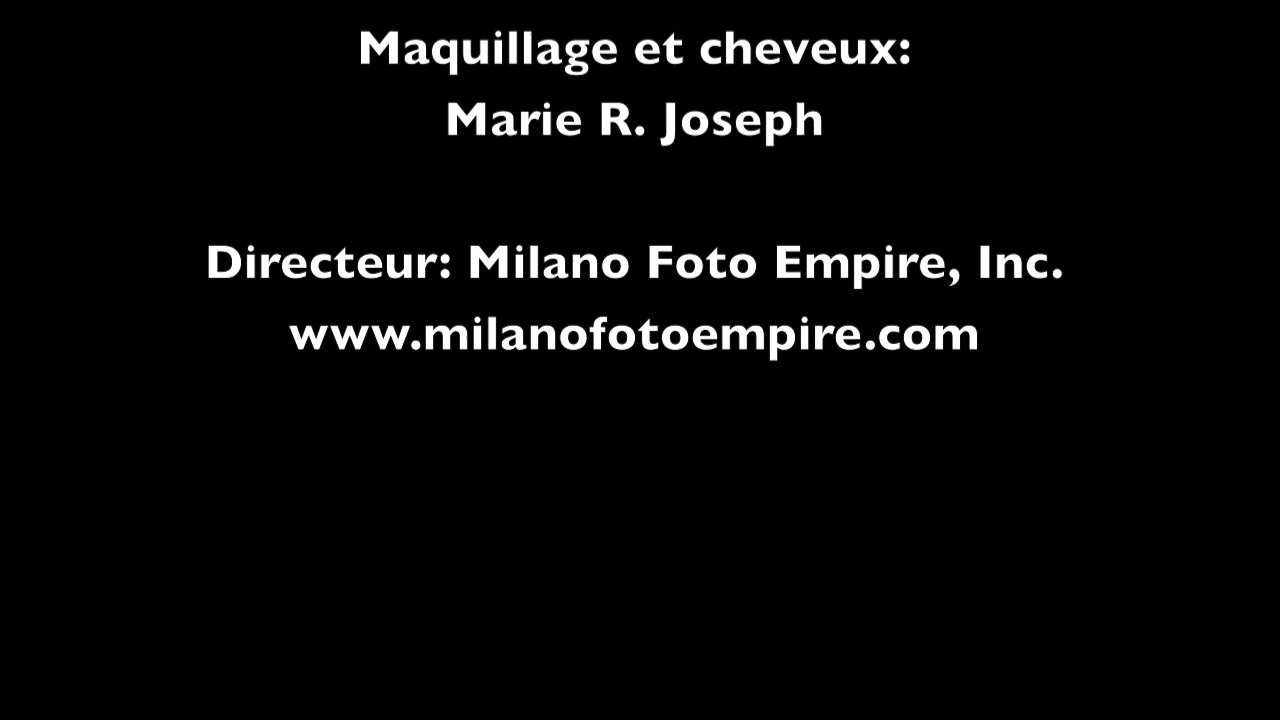 Maquillage et cheveux:
Marie R. Joseph
Directeur: Milano Foto Empire, Inc.
www.milanofotoempire.com